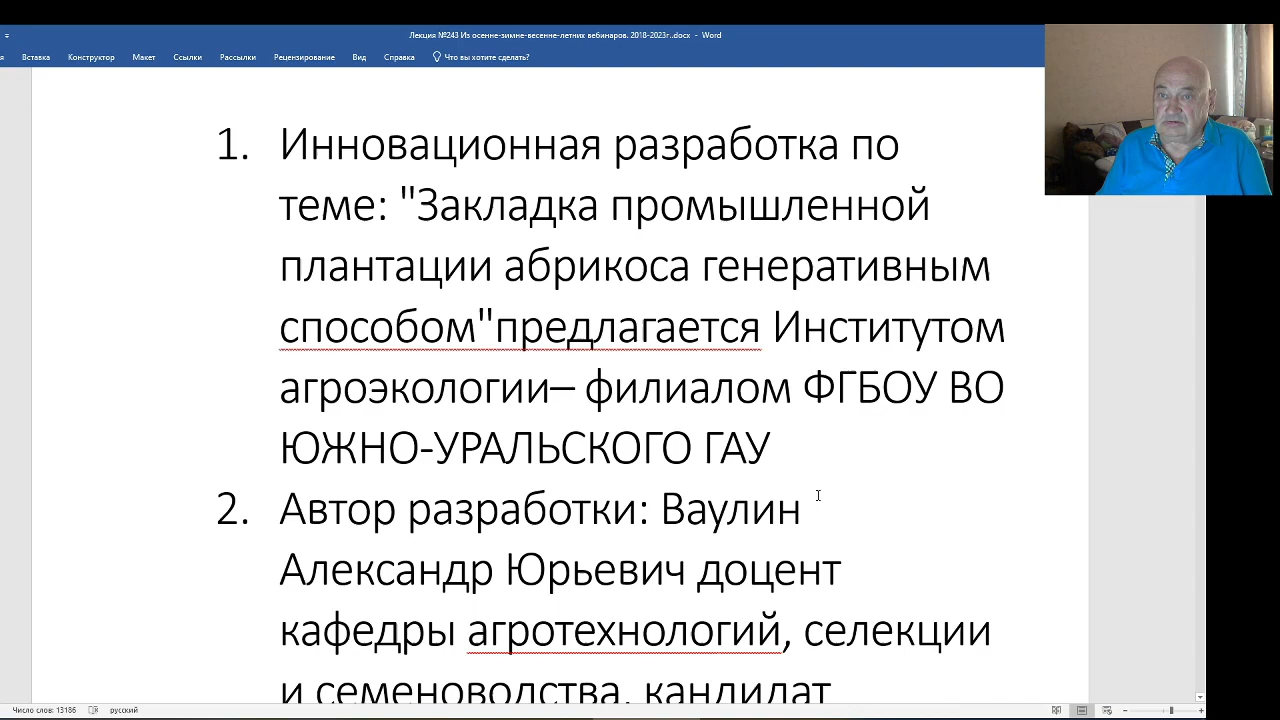 Лекция №243 Из осенне-зимне-весенне-летних вебинаров. 2018-2023г..docx - Word
я Вставка Конструктор Макет Ссылки Рассылки Рецензирование Вид Справка Что вы хотите сделать?
1. Инновационная разработка по
теме: "Закладка промышленной
плантации абрикоса генеративным
способом"предлагается Институтом
агроэкологии– филиалом ФГБОУ ВО
ЮЖНО-УРАЛЬСКОГО ГАУ
2. Автор разработки: Ваулин
Александр Юрьевич доцент
кафедры агротехнологий, селекции
и семеноводства, кандидат
Число слов: 13186 русский